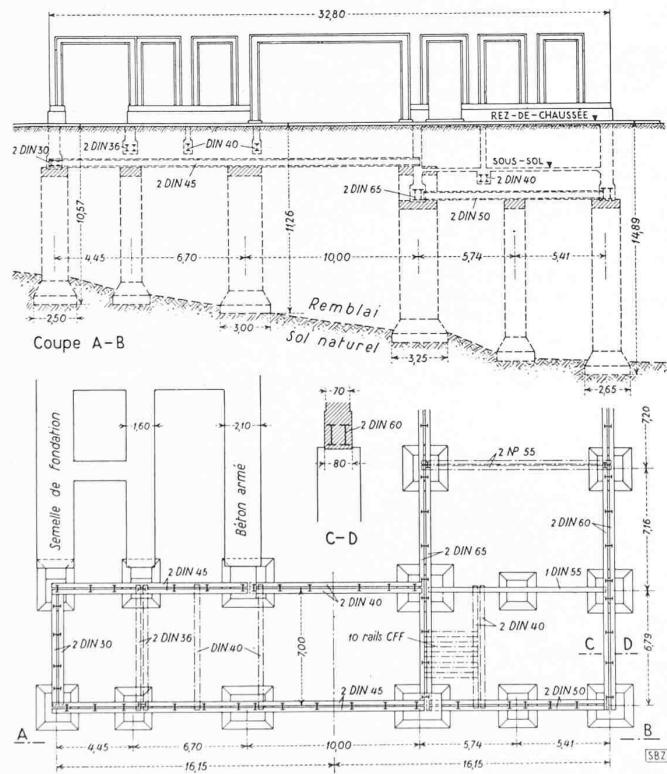 32,80
REZ-DE-CHAUSSÉE
2 DIN 30
2 DIN36
DIN 40
SOUS-SOL
2 DIN 45
2 DIN 65
2 DIN 40
2 DIN 50
10,57
11,26
14,89
4,45
6,70
10,00
5,74
5,41
2,50
3,00
Remblai
Sol naturel
3,25
2,65
Coupe A-B
70
2 DIN 60
80
C-D
Semelle de fondation
1,60
2,10
Béton armé
7,20
2 NP 55
2 DIN 60
7,16
2 DIN 65
2 DIN 45
2 DIN 40
1 DIN 55
2 DIN 30
2 DIN 36
DIN 40
7,00
10 rails CFF
2 DIN 40
C
D
6,79
2 DIN 45
2 DIN 50
A
B
4,45
6,70
10,00
5,74
5,41
16,15
16,15
SBZ